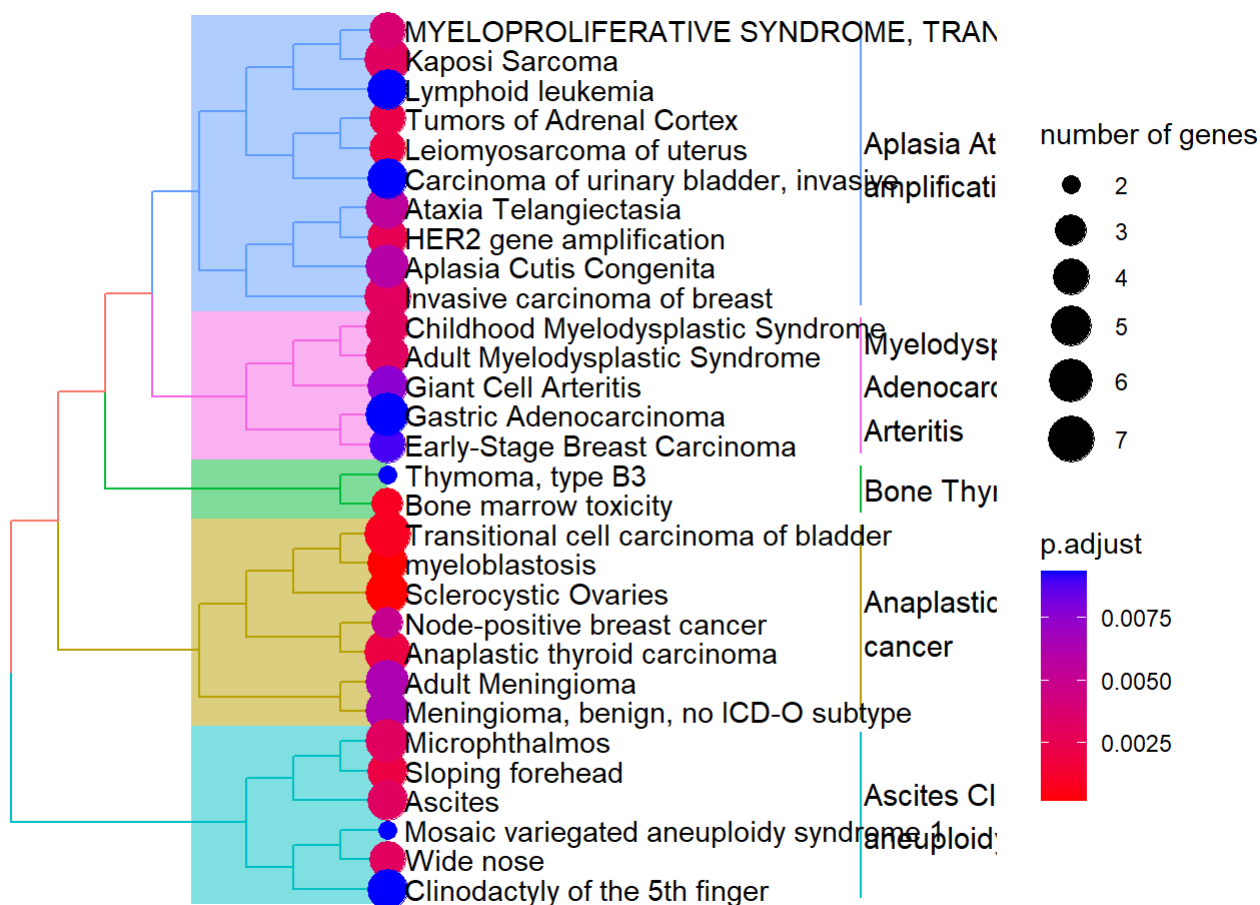 MYELOPROLIFERATIVE SYNDROME, TRAN
Kaposi Sarcoma
Lymphoid leukemia
Tumors of Adrenal Cortex
Leiomyosarcoma of uterus
Carcinoma of urinary bladder, invasive
Ataxia Telangiectasia
HER2 gene amplification
Aplasia Cutis Congenita
Invasive carcinoma of breast
Childhood Myelodysplastic Syndrome
Adult Myelodysplastic Syndrome
Giant Cell Arteritis
Gastric Adenocarcinoma
Early-Stage Breast Carcinoma
Thymoma, type B3
Bone marrow toxicity
Transitional cell carcinoma of bladder
myeloblastosis
Sclerocystic Ovaries
Node-positive breast cancer
Anaplastic thyroid carcinoma
Adult Meningioma
Meningioma, benign, no ICD-O subtype
Microphthalmos
Sloping forehead
Ascites
Mosaic variegated aneuploidy syndrome 1
Wide nose
Clinodactyly of the 5th finger
Aplasia At
amplificati
Myelodysp
Adenocarc
Arteritis
Bone Thyr
Anaplastic
cancer
Ascites Cl
aneuploidy
number of genes
2
3
4
5
6
7
p.adjust
0.0075
0.0050
0.0025